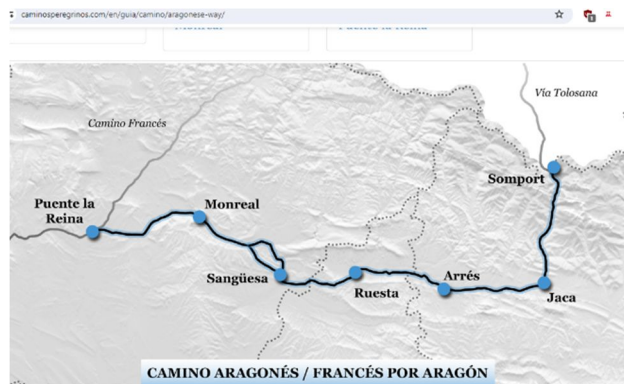 caminosperegrinos.com/en/guia/camino/aragonese-way/
Vía Tolosana
Camino Francés
Somport
Puente la
Reina
Monreal
Sangüesa
Ruesta
Arrés
Jaca
CAMINO ARAGONÉS / FRANCÉS POR ARAGÓN